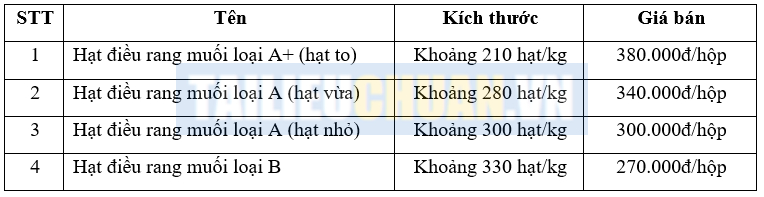 STT Tên Kích thước Giá bán
1 Hạt điều rang muối loại A+ (hạt to) Khoảng 210 hạt/kg 380.000đ/hộp
2 Hạt điều rang muối loại A (hạt vừa) Khoảng 280 hạt/kg 340.000đ/hộp
TAILIEUCHUAN.VN
3 Hạt điều rang muối loại A (hạt nhỏ) Khoảng 300 hạt/kg 300.000đ/hộp
4 Hạt điều rang muối loại B Khoảng 330 hạt/kg 270.000đ/hộp